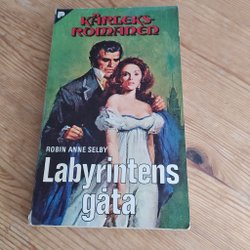 KÄRLEKS-
ROMANEN
ROBIN ANNE SELBY
Labyrintens
gåta